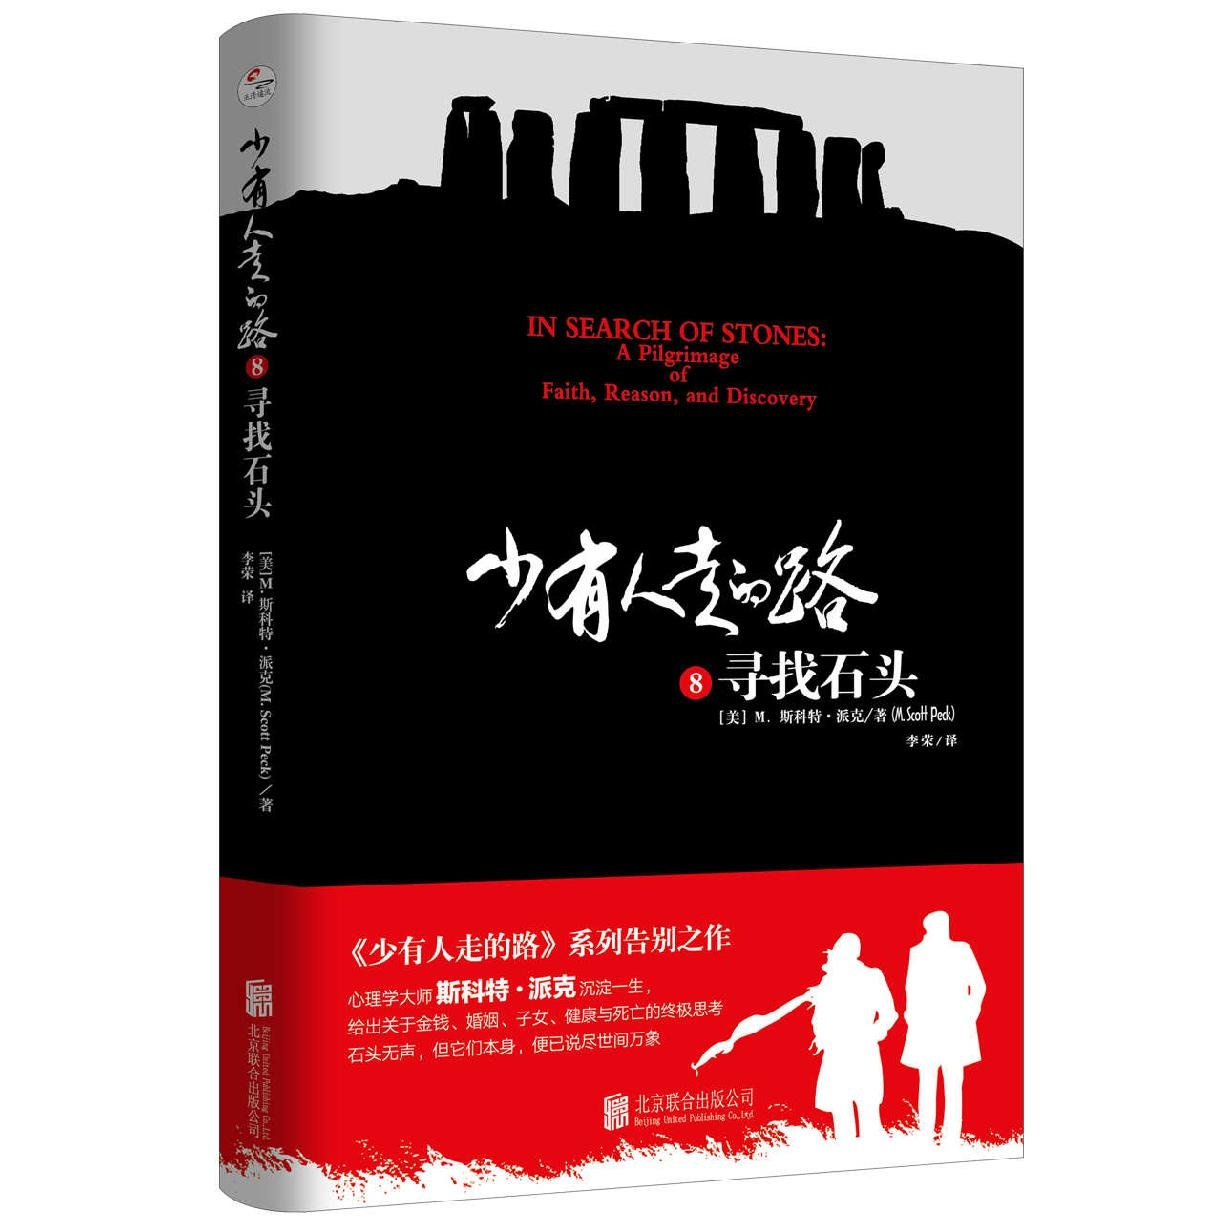 少有人走的路
8
寻找石头
[美]M. 斯科特·派克(M. Scott Peck)/著
李荣 译
北京联合出版公司
Beijing United Publishing Co.,Ltd.
IN SEARCH OF STONES:
A Pilgrimage
of
Faith, Reason, and Discovery
少有人走的路
8 寻找石头
[美] M. 斯科特·派克/著 (M.Scott Peck)
李荣/译
《少有人走的路》系列告别之作
心理学大师 斯科特·派克 沉淀一生，
给出关于金钱、婚姻、子女、健康与死亡的终极思考
石头无声，但它们本身，便已说尽世间万象
北京联合出版公司
Beijing United Publishing Co.,Ltd.